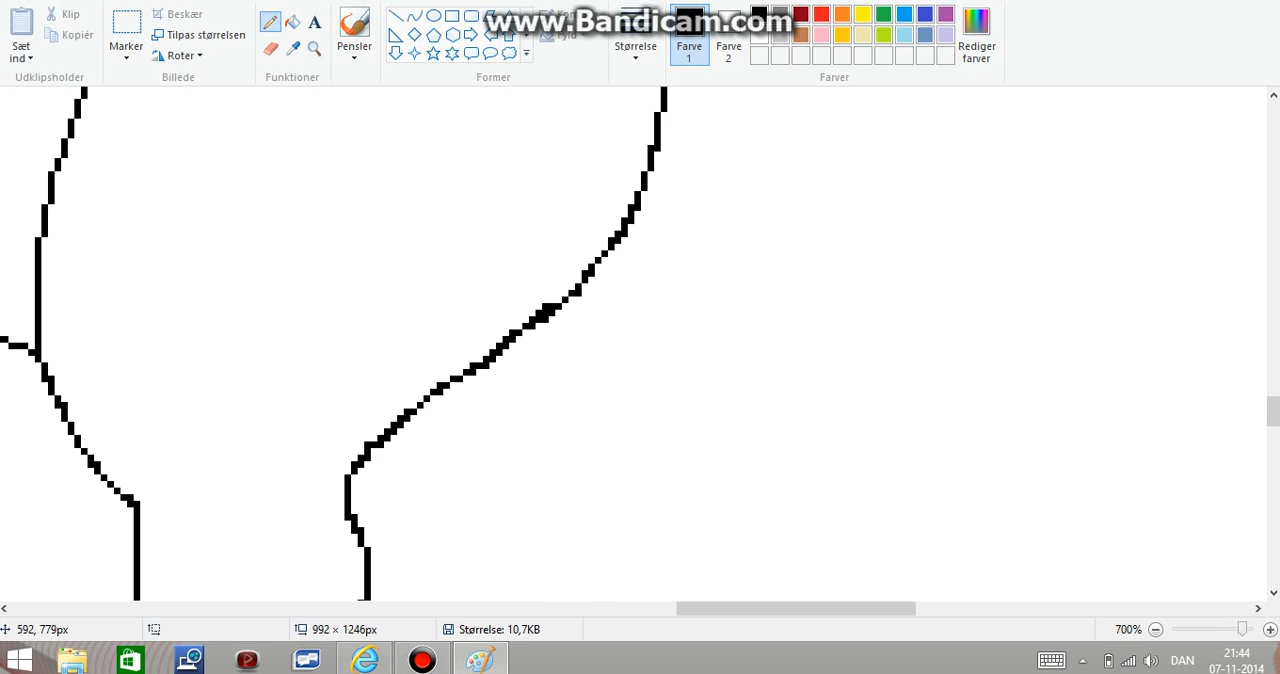 www.Bandicam.com
Sæt
ind
Klip
Kopiér
Udklipsholder
Marker
Beskær
Tilpas størrelsen
Roter
Billede
A
Funktioner
Pensler
Former
Størrelse
Farve
1
Farve
2
Rediger
farver
Farver
592, 779px
992 × 1246px
Størrelse: 10,7KB
700%
DAN
21:44
07-11-2014